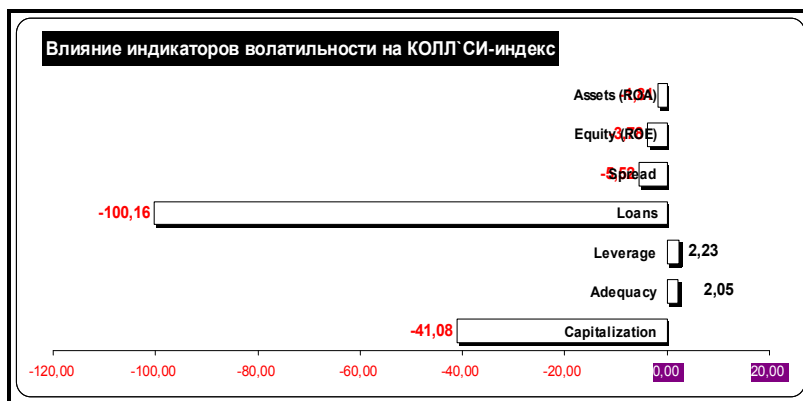 Влияние индикаторов волатильности на КОЛЛ`СИ-индекс
Assets (ROA)
Equity (ROE)
Spread
-100,16 Loans
Leverage 2,23
Adequacy 2,05
-41,08 Capitalization
-120,00 -100,00 -80,00 -60,00 -40,00 -20,00 0,00 20,00